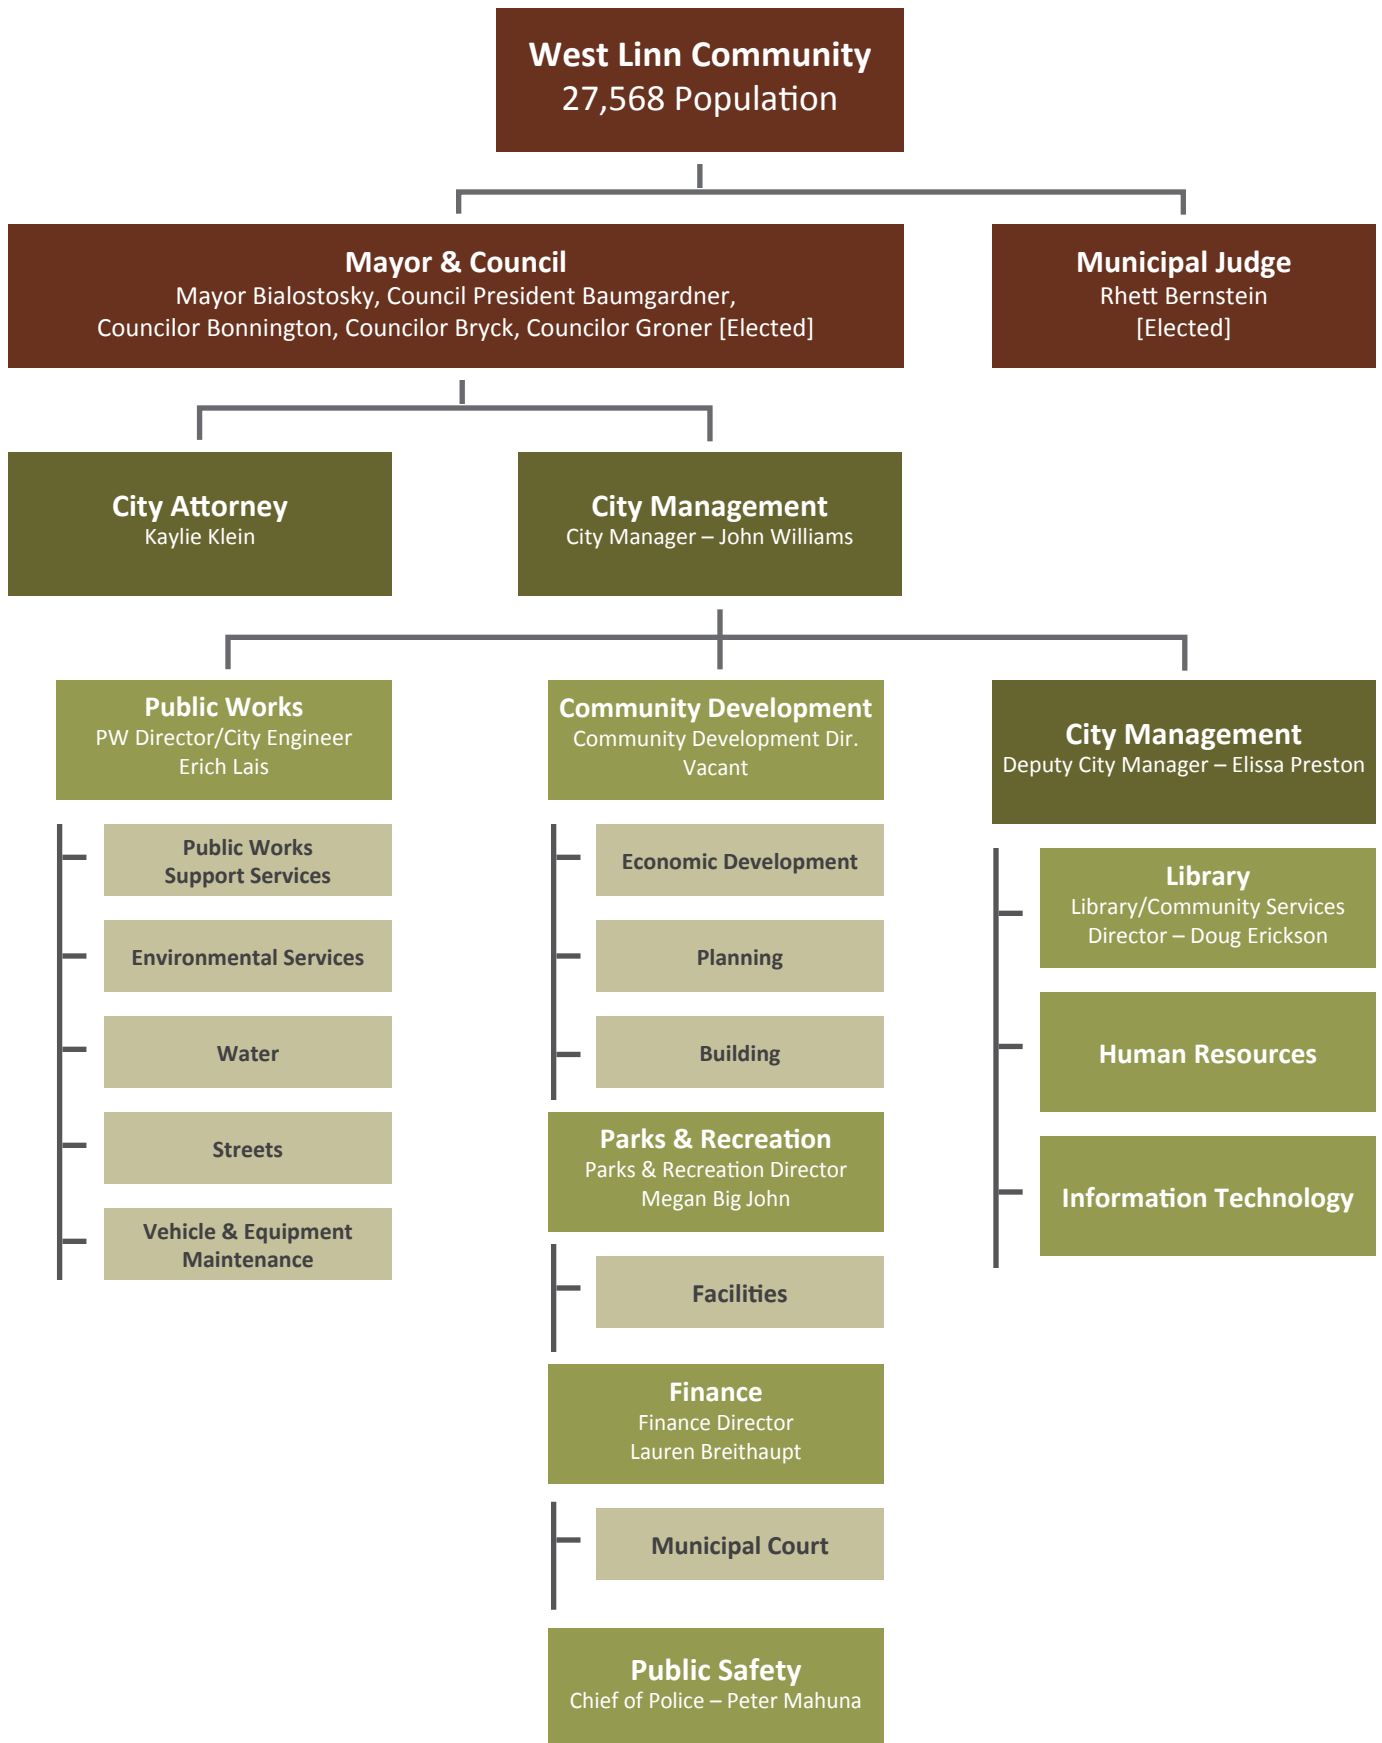 West Linn Community
27,568 Population
Mayor & Council
Mayor Bialostosky, Council President Baumgardner,
Councilor Bonnington, Councilor Bryck, Councilor Groner [Elected]
Municipal Judge
Rhett Bernstein
[Elected]
City Attorney
Kaylie Klein
City Management
City Manager – John Williams
Public Works
PW Director/City Engineer
Erich Lais
Public Works
Support Services
Environmental Services
Water
Streets
Vehicle & Equipment
Maintenance
Community Development
Community Development Dir.
Vacant
Economic Development
Planning
Building
Parks & Recreation
Parks & Recreation Director
Megan Big John
Facilities
Finance
Finance Director
Lauren Breithaupt
Municipal Court
Public Safety
Chief of Police – Peter Mahuna
City Management
Deputy City Manager – Elissa Preston
Library
Library/Community Services
Director – Doug Erickson
Human Resources
Information Technology